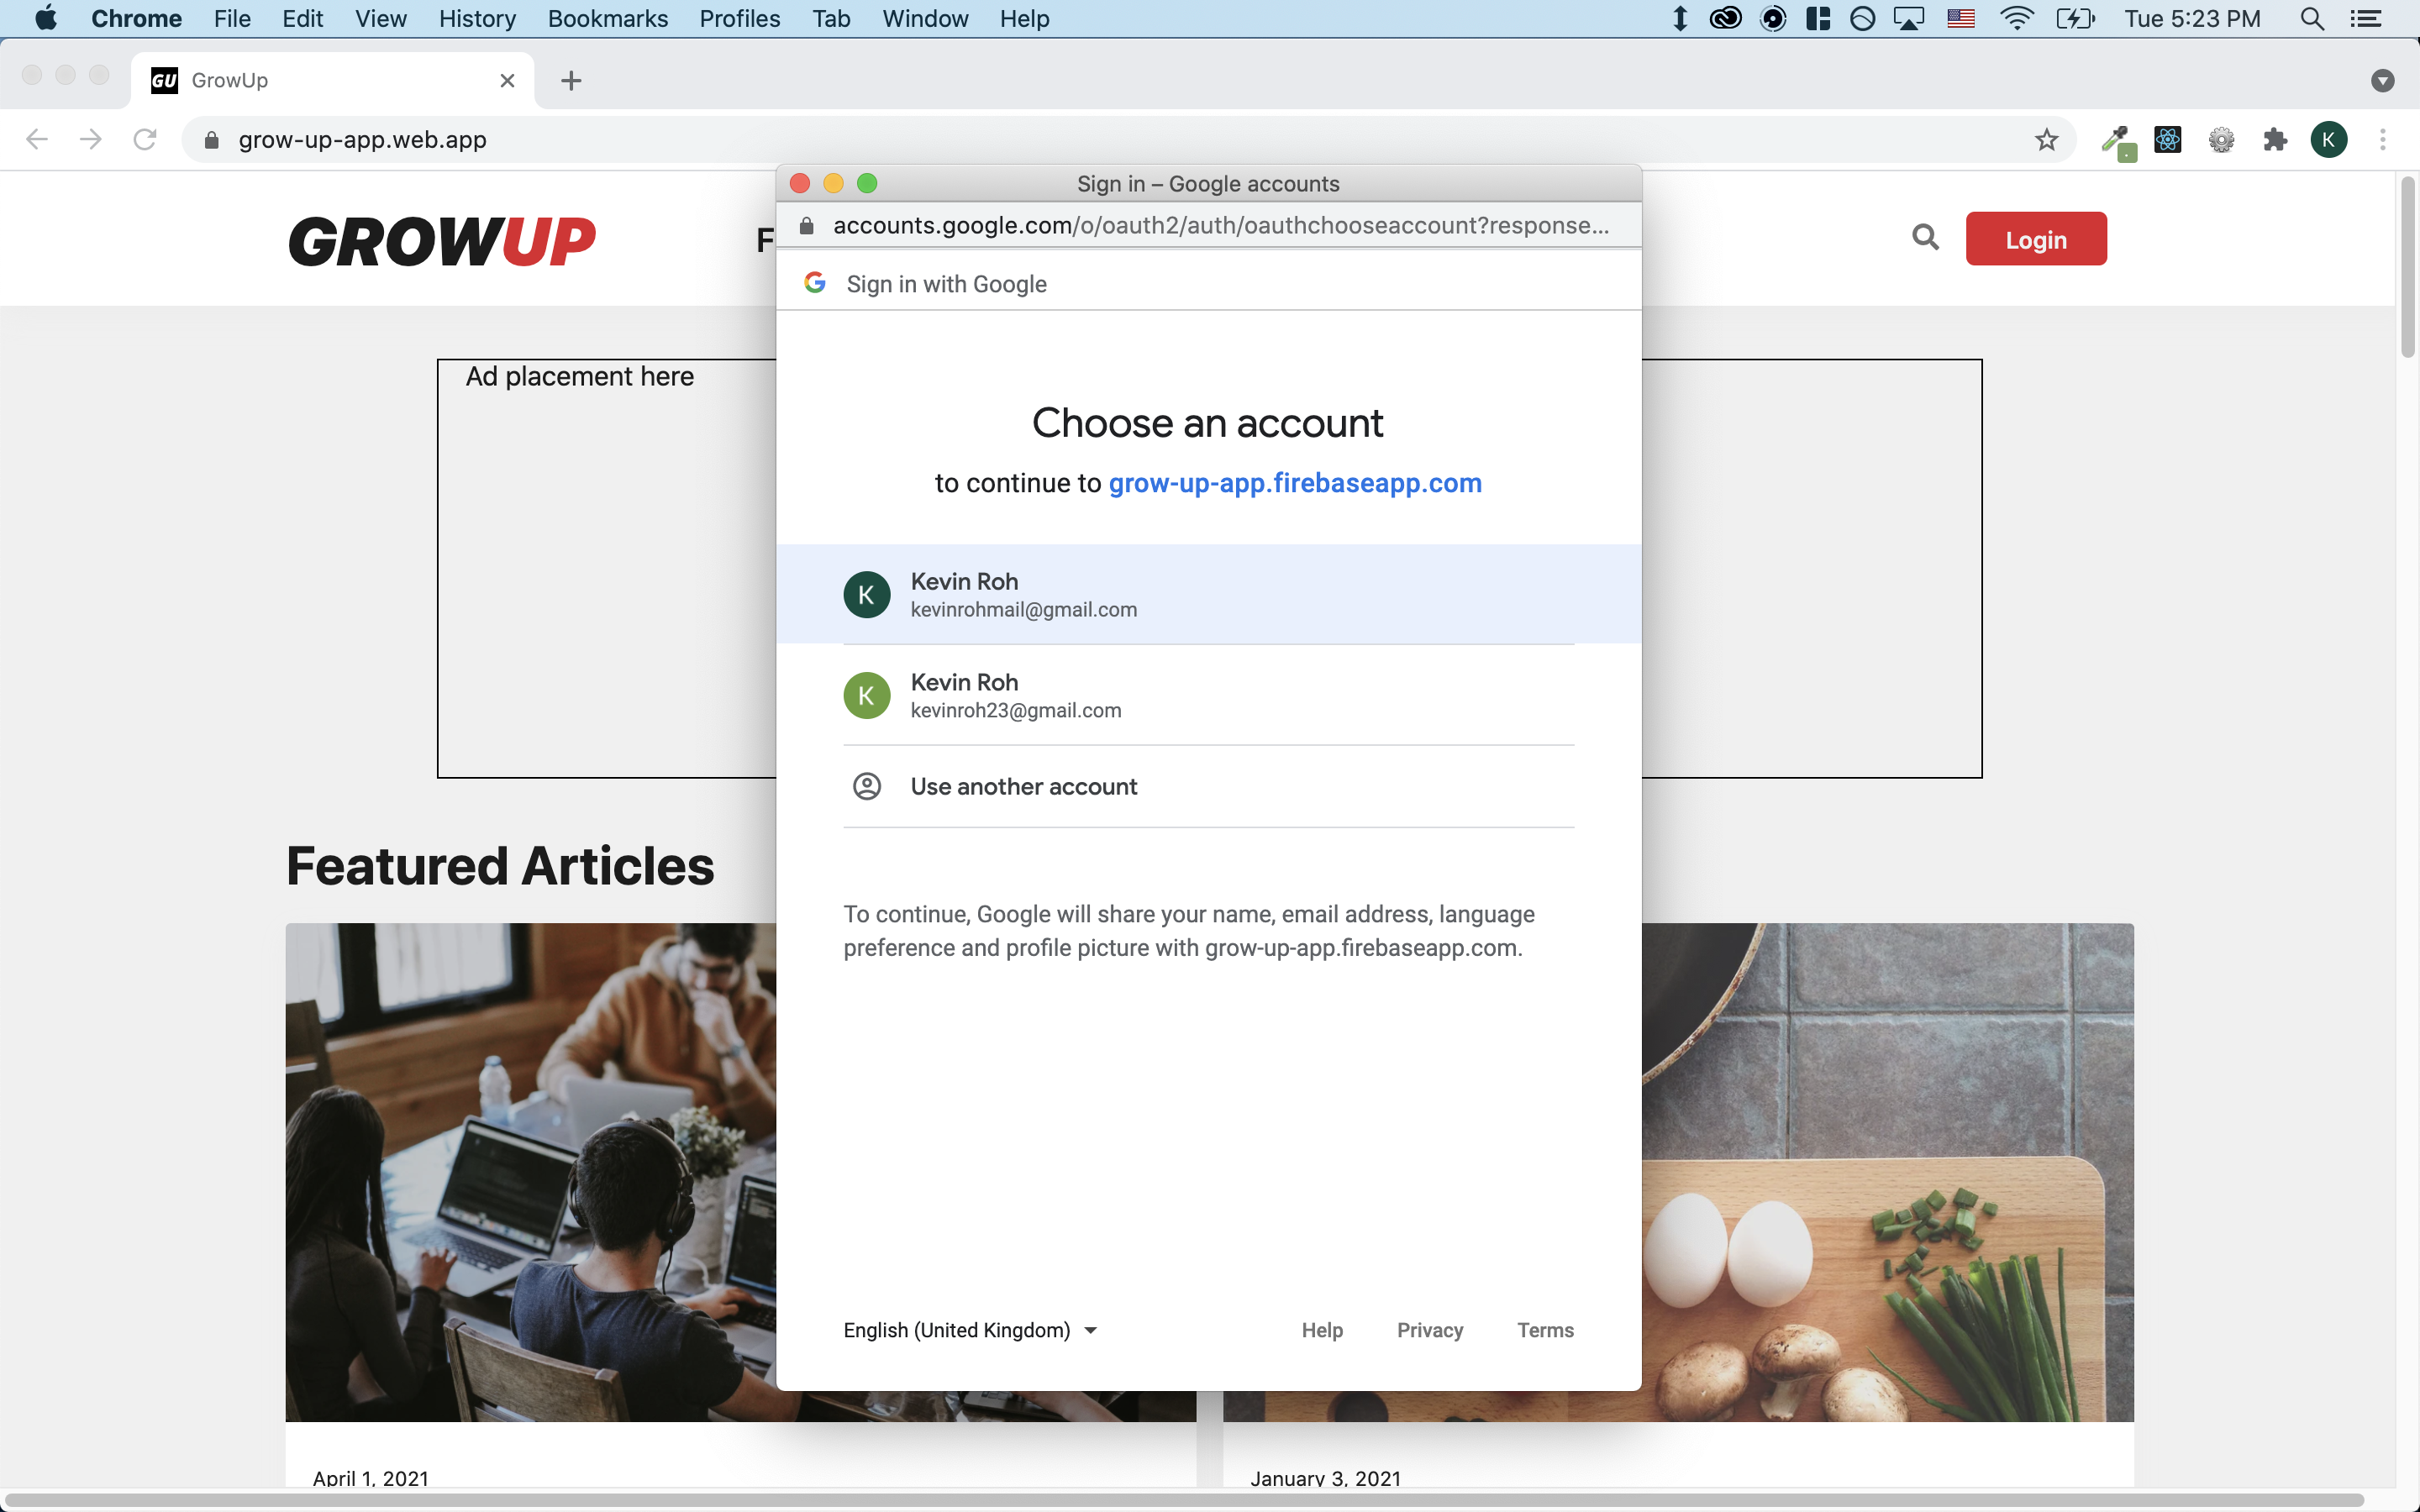 Chrome File Edit View History Bookmarks Profiles Tab Window Help Tue 5:23 PM
GU GrowUp
grow-up-app.web.app K
Sign in – Google accounts
accounts.google.com/o/oauth2/auth/oauthchooseaccount?response...
GROWUP F Login
Sign in with Google
Ad placement here
Choose an account
to continue to grow-up-app.firebaseapp.com
K Kevin Roh
kevinrohmail@gmail.com
K Kevin Roh
kevinroh23@gmail.com
Use another account
Featured Articles
To continue, Google will share your name, email address, language
preference and profile picture with grow-up-app.firebaseapp.com.
English (United Kingdom) Help Privacy Terms
April 1, 2021
January 3, 2021